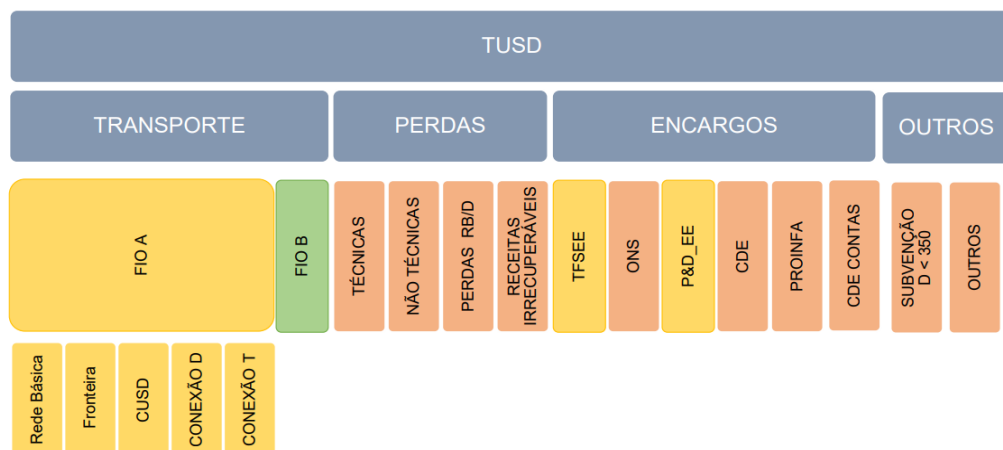 TUSD
TRANSPORTE
PERDAS
ENCARGOS
OUTROS
FIO A
FIO B
TÉCNICAS
NÃO TÉCNICAS
PERDAS RB/D
RECEITAS
IRRECUPERÁVEIS
TFSEE
ONS
P&D_EE
CDE
PROINFA
CDE CONTAS
SUBVENÇÃO
D < 350
OUTROS
Rede Básica
Fronteira
CUSD
CONEXÃO D
CONEXÃO T